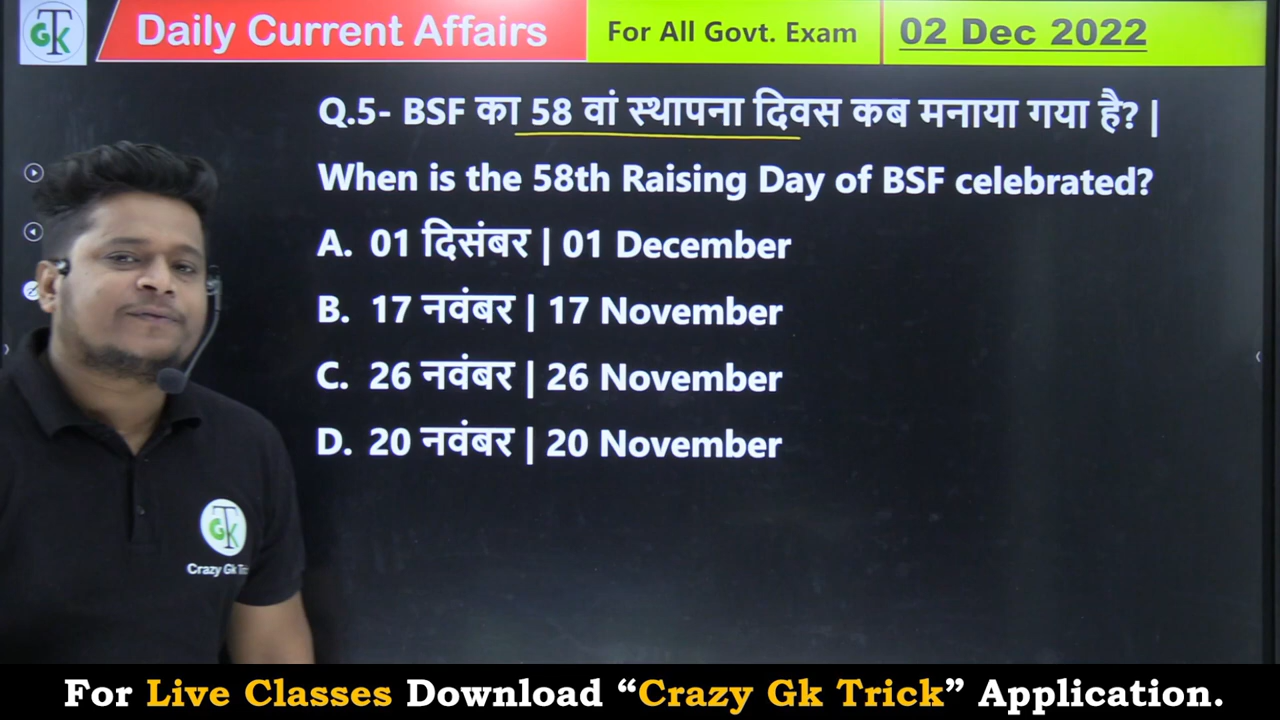 GTK
Daily Current Affairs
For All Govt. Exam
02 Dec 2022
Q.5- BSF का 58 वां स्थापना दिवस कब मनाया गया है? |
When is the 58th Raising Day of BSF celebrated?
A. 01 दिसंबर | 01 December
B. 17 नवंबर | 17 November
C. 26 नवंबर | 26 November
D. 20 नवंबर | 20 November
GTK
Crazy Gk
For Live Classes Download “Crazy Gk Trick” Application.